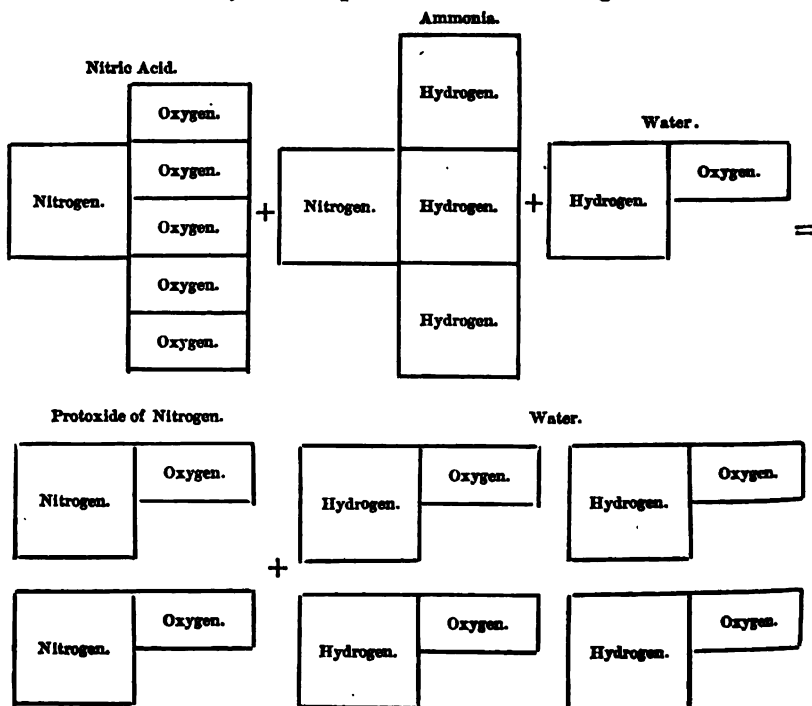 Ammonia.
Nitric Acid.
Oxygen.
Hydrogen.
Water.
Oxygen.
Oxygen.
Nitrogen.
Oxygen.
+
Nitrogen.
Hydrogen.
+
Hydrogen.
=
Oxygen.
Oxygen.
Hydrogen.
Protoxide of Nitrogen.
Water.
Nitrogen.
Oxygen.
Hydrogen.
Oxygen.
Hydrogen.
Oxygen.
+
Nitrogen.
Oxygen.
Hydrogen.
Oxygen.
Hydrogen.
Oxygen.